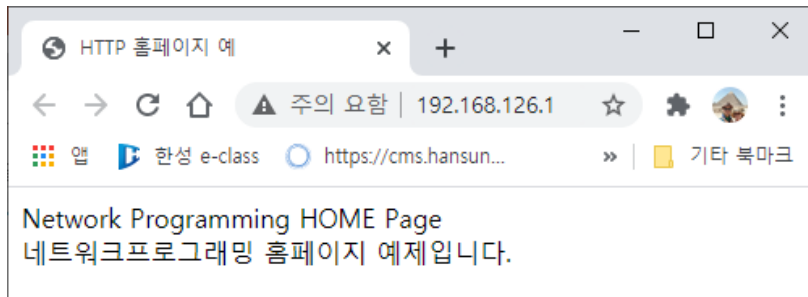 HTTP 홈페이지 예
주의 요함 | 192.168.126.1
앱 한성 e-class https://cms.hansun... » 기타 북마크
Network Programming HOME Page
네트워크프로그래밍 홈페이지 예제입니다.